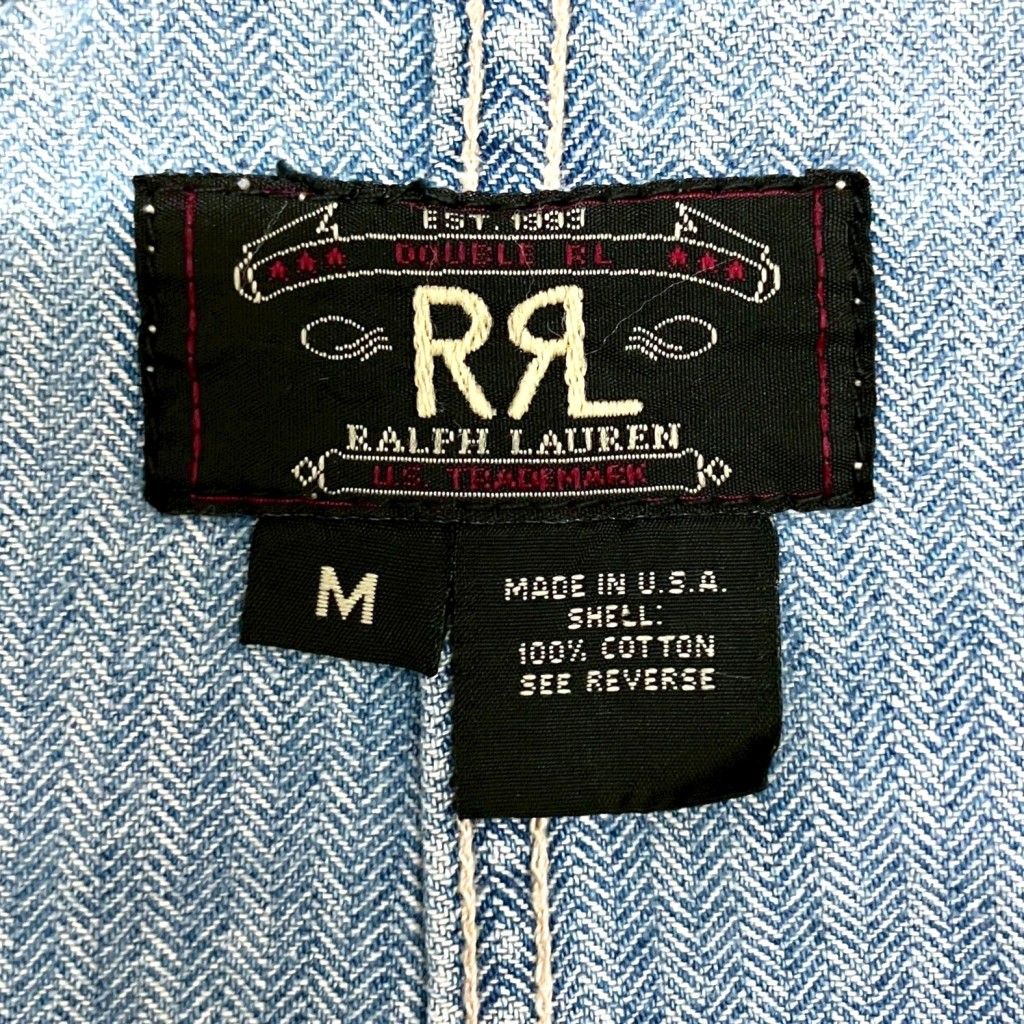 EST. 1993
DOUBLE RL
RRL
RALPH LAUREN
U.S. TRADEMARK
M
MADE IN U.S.A.
SHELL:
100% COTTON
SEE REVERSE